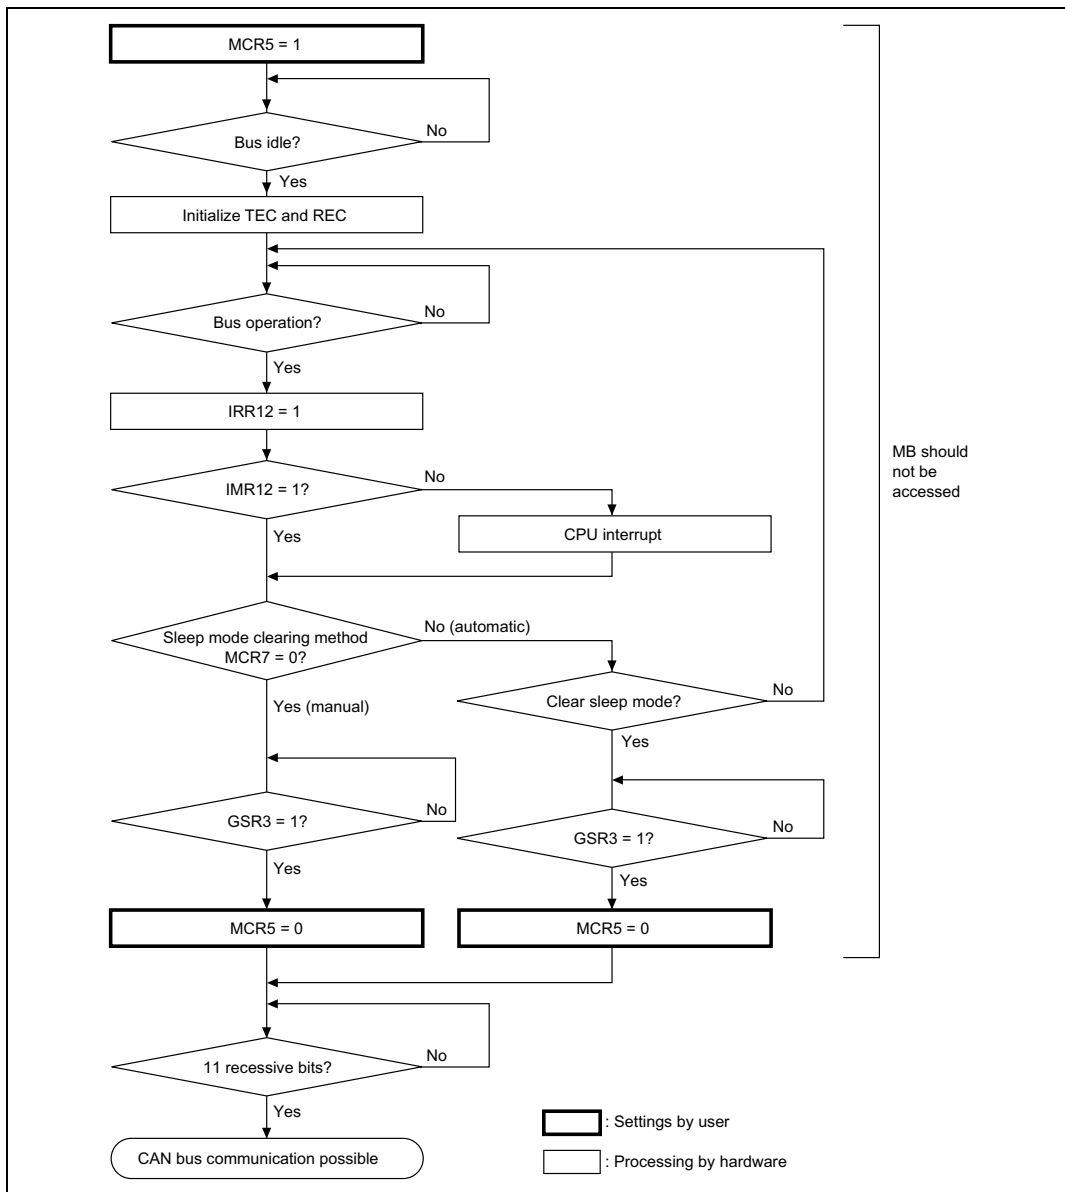 MCR5 = 1
Bus idle?
No
Yes
Initialize TEC and REC
Bus operation?
No
Yes
IRR12 = 1
IMR12 = 1?
No
Yes
CPU interrupt
MB should
not be
accessed
Sleep mode clearing method
MCR7 = 0?
No (automatic)
Yes (manual)
Clear sleep mode?
No
Yes
GSR3 = 1?
No
Yes
GSR3 = 1?
No
Yes
MCR5 = 0
MCR5 = 0
11 recessive bits?
No
Yes
CAN bus communication possible
: Settings by user
: Processing by hardware